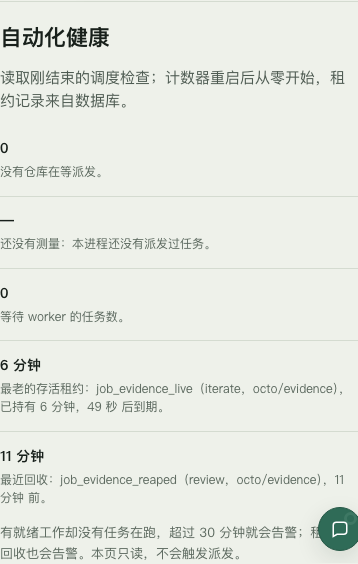 自动化健康
读取刚结束的调度检查；计数器重启后从零开始，租
约记录来自数据库。
0
没有仓库在等派发。
—
还没有测量：本进程还没有派发过任务。
0
等待 worker 的任务数。
6 分钟
最老的存活租约：job_evidence_live（iterate，octo/evidence），
已持有 6 分钟，49 秒 后到期。
11 分钟
最近回收：job_evidence_reaped（review，octo/evidence），11
分钟 前。
有就绪工作却没有任务在跑，超过 30 分钟就会告警；租
回收也会告警。本页只读，不会触发派发。